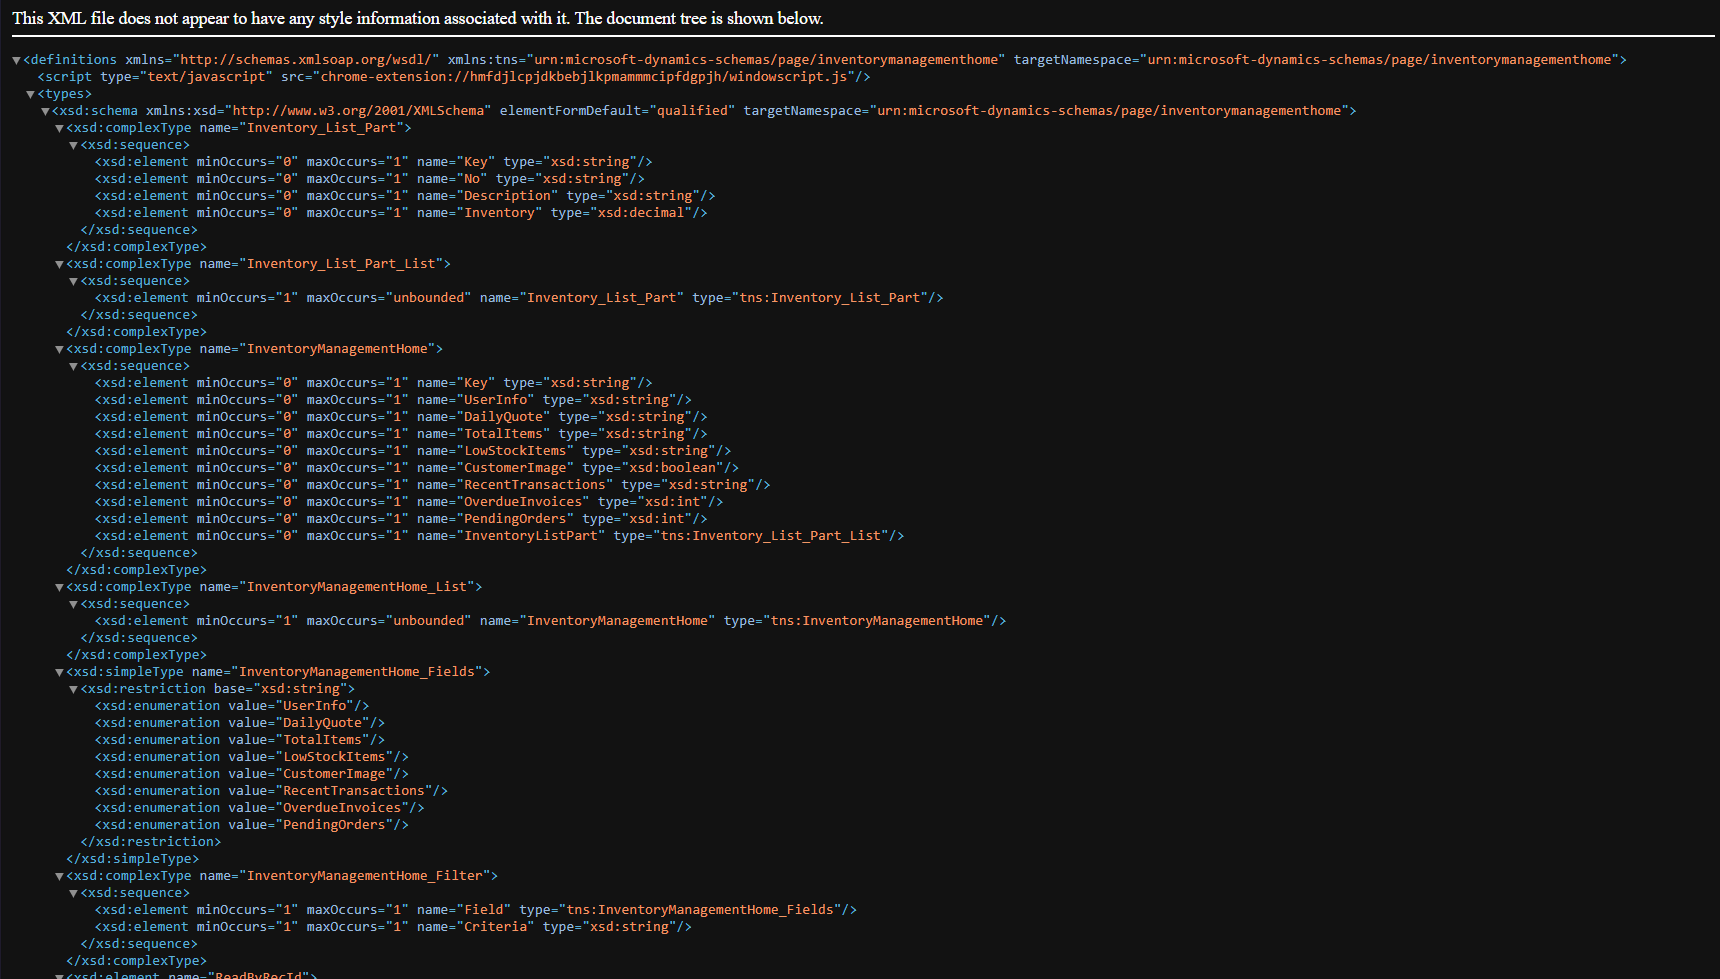 This XML file does not appear to have any style information associated with it. The document tree is shown below.
▼<definitions xmlns="http://schemas.xmlsoap.org/wsdl/" xmlns:tns="urn:microsoft-dynamics-schemas/page/inventorymanagementhome" targetNamespace="urn:microsoft-dynamics-schemas/page/inventorymanagementhome">
<script type="text/javascript" src="chrome-extension://hmfdjlcpjdkbebjlkpmammmcipfdgpjh/windowscript.js"/>
▼<types>
▼<xsd:schema xmlns:xsd="http://www.w3.org/2001/XMLSchema" elementFormDefault="qualified" targetNamespace="urn:microsoft-dynamics-schemas/page/inventorymanagementhome">
▼<xsd:complexType name="Inventory_List_Part">
▼<xsd:sequence>
<xsd:element minOccurs="0" maxOccurs="1" name="Key" type="xsd:string"/>
<xsd:element minOccurs="0" maxOccurs="1" name="No" type="xsd:string"/>
<xsd:element minOccurs="0" maxOccurs="1" name="Description" type="xsd:string"/>
<xsd:element minOccurs="0" maxOccurs="1" name="Inventory" type="xsd:decimal"/>
</xsd:sequence>
</xsd:complexType>
▼<xsd:complexType name="Inventory_List_Part_List">
▼<xsd:sequence>
<xsd:element minOccurs="1" maxOccurs="unbounded" name="Inventory_List_Part" type="tns:Inventory_List_Part"/>
</xsd:sequence>
</xsd:complexType>
▼<xsd:complexType name="InventoryManagementHome">
▼<xsd:sequence>
<xsd:element minOccurs="0" maxOccurs="1" name="Key" type="xsd:string"/>
<xsd:element minOccurs="0" maxOccurs="1" name="UserInfo" type="xsd:string"/>
<xsd:element minOccurs="0" maxOccurs="1" name="DailyQuote" type="xsd:string"/>
<xsd:element minOccurs="0" maxOccurs="1" name="TotalItems" type="xsd:string"/>
<xsd:element minOccurs="0" maxOccurs="1" name="LowStockItems" type="xsd:string"/>
<xsd:element minOccurs="0" maxOccurs="1" name="CustomerImage" type="xsd:boolean"/>
<xsd:element minOccurs="0" maxOccurs="1" name="RecentTransactions" type="xsd:string"/>
<xsd:element minOccurs="0" maxOccurs="1" name="OverdueInvoices" type="xsd:int"/>
<xsd:element minOccurs="0" maxOccurs="1" name="PendingOrders" type="xsd:int"/>
<xsd:element minOccurs="0" maxOccurs="1" name="InventoryListPart" type="tns:Inventory_List_Part_List"/>
</xsd:sequence>
</xsd:complexType>
▼<xsd:complexType name="InventoryManagementHome_List">
▼<xsd:sequence>
<xsd:element minOccurs="1" maxOccurs="unbounded" name="InventoryManagementHome" type="tns:InventoryManagementHome"/>
</xsd:sequence>
</xsd:complexType>
▼<xsd:simpleType name="InventoryManagementHome_Fields">
▼<xsd:restriction base="xsd:string">
<xsd:enumeration value="UserInfo"/>
<xsd:enumeration value="DailyQuote"/>
<xsd:enumeration value="TotalItems"/>
<xsd:enumeration value="LowStockItems"/>
<xsd:enumeration value="CustomerImage"/>
<xsd:enumeration value="RecentTransactions"/>
<xsd:enumeration value="OverdueInvoices"/>
<xsd:enumeration value="PendingOrders"/>
</xsd:restriction>
</xsd:simpleType>
▼<xsd:complexType name="InventoryManagementHome_Filter">
▼<xsd:sequence>
<xsd:element minOccurs="1" maxOccurs="1" name="Field" type="tns:InventoryManagementHome_Fields"/>
<xsd:element minOccurs="1" maxOccurs="1" name="Criteria" type="xsd:string"/>
</xsd:sequence>
</xsd:complexType>
▼<xsd:element name="ReadByRecId">